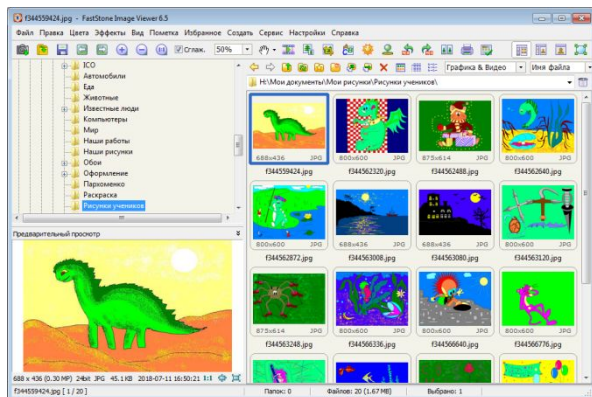 f344559424.jpg - FastStone Image Viewer 6.5
Файл Правка Цвета Эффекты Вид Пометка Избранное Создать Сервис Настройки Справка
Сглаж. 50%
Графика & Видео Имя файла
H:\Мои документы\Мои рисунки\Рисунки учеников\
ICO
Автомобили
Еда
Животные
Известные люди
Компьютеры
Мир
Наши работы
Наши рисунки
Обои
Оформление
Пархоменко
Раскраска
Рисунки учеников
Предварительный просмотр
688x436 JPG 800x600 JPG 875x614 JPG 800x600 JPG
f344559424.jpg f344562320.jpg f344562488.jpg f344562640.jpg
800x600 JPG 688x436 JPG 688x436 JPG 800x600 JPG
f344562872.jpg f344563008.jpg f344563080.jpg f344563120.jpg
875x614 JPG 800x600 JPG 800x600 JPG 800x600 JPG
f344563248.jpg f344566336.jpg f344566640.jpg f344566776.jpg
688 x 436 (0.30 MP) 24bit JPG 45.1 KB 2018-07-11 16:50:21 1:1
f344559424.jpg [ 1 / 20 ]
Папок: 0 Файлов: 20 (1.67 MB) Выбрано: 1